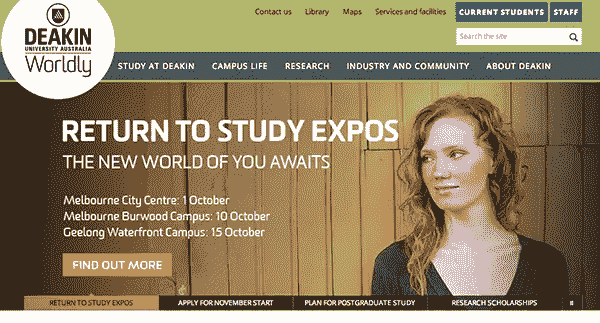 Contact us Library Maps Services and facilities CURRENT STUDENTS STAFF
DEAKIN
UNIVERSITY AUSTRALIA
Worldly
Search the site
STUDY AT DEAKIN CAMPUS LIFE RESEARCH INDUSTRY AND COMMUNITY ABOUT DEAKIN
RETURN TO STUDY EXPOS
THE NEW WORLD OF YOU AWAITS
Melbourne City Centre: 1 October
Melbourne Burwood Campus: 10 October
Geelong Waterfront Campus: 15 October
FIND OUT MORE
RETURN TO STUDY EXPOS APPLY FOR NOVEMBER START PLAN FOR POSTGRADUATE STUDY RESEARCH SCHOLARSHIPS